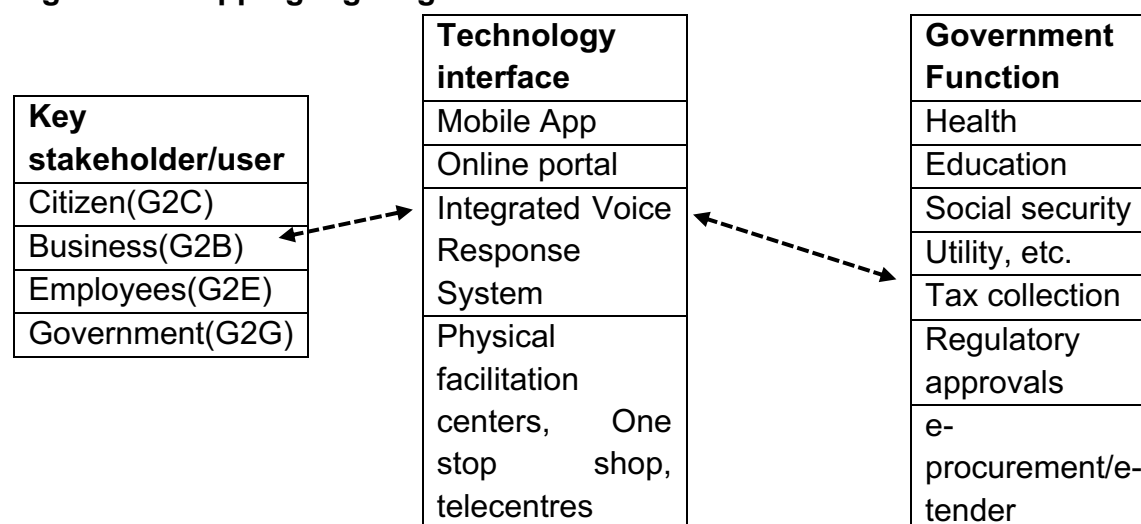 Key
stakeholder/user
Citizen(G2C)
Business(G2B)
Employees(G2E)
Government(G2G)
Technology
interface
Mobile App
Online portal
Integrated Voice
Response
System
Physical
facilitation
centers, One
stop shop,
telecentres
Government
Function
Health
Education
Social security
Utility, etc.
Tax collection
Regulatory
approvals
e-
procurement/e-
tender